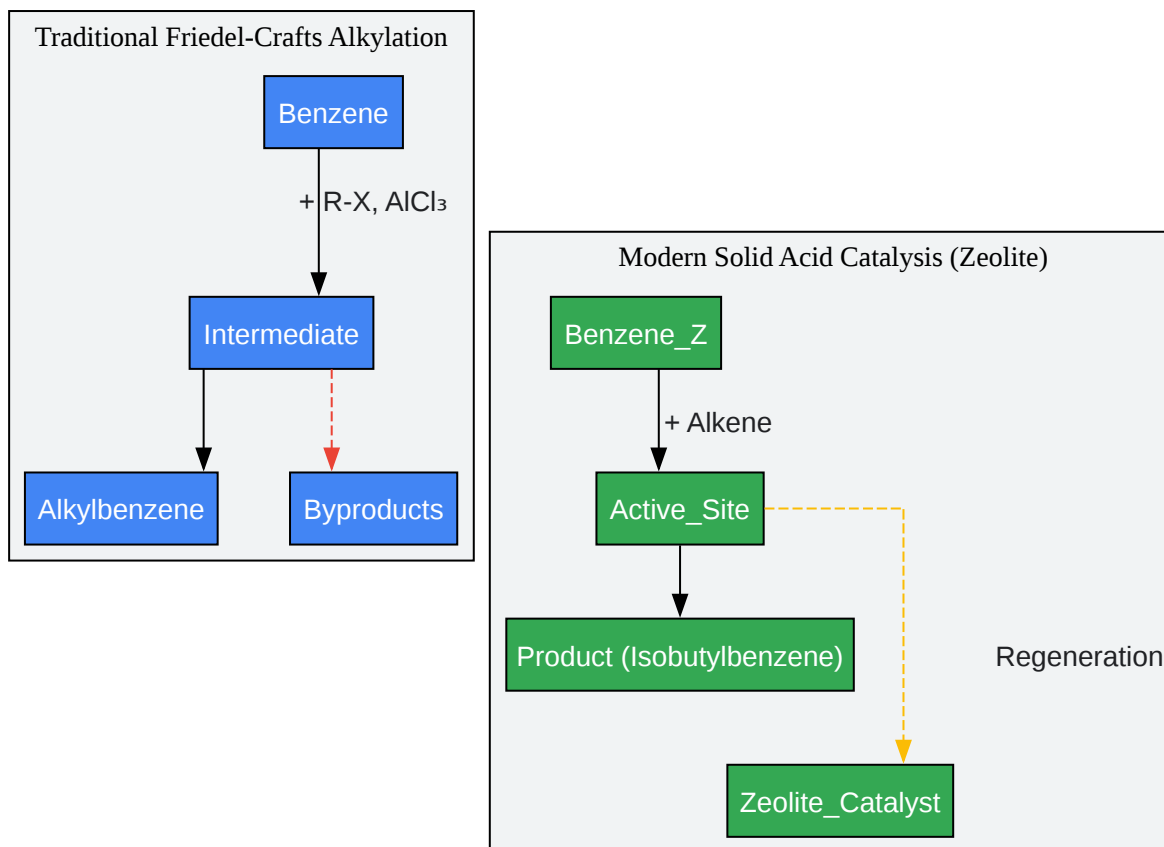 Traditional Friedel-Crafts Alkylation
Benzene
+ R-X, AlCl₃
Intermediate
Alkylbenzene
Byproducts
Modern Solid Acid Catalysis (Zeolite)
Benzene_Z
+ Alkene
Active_Site
Product (Isobutylbenzene)
Regeneration
Zeolite_Catalyst